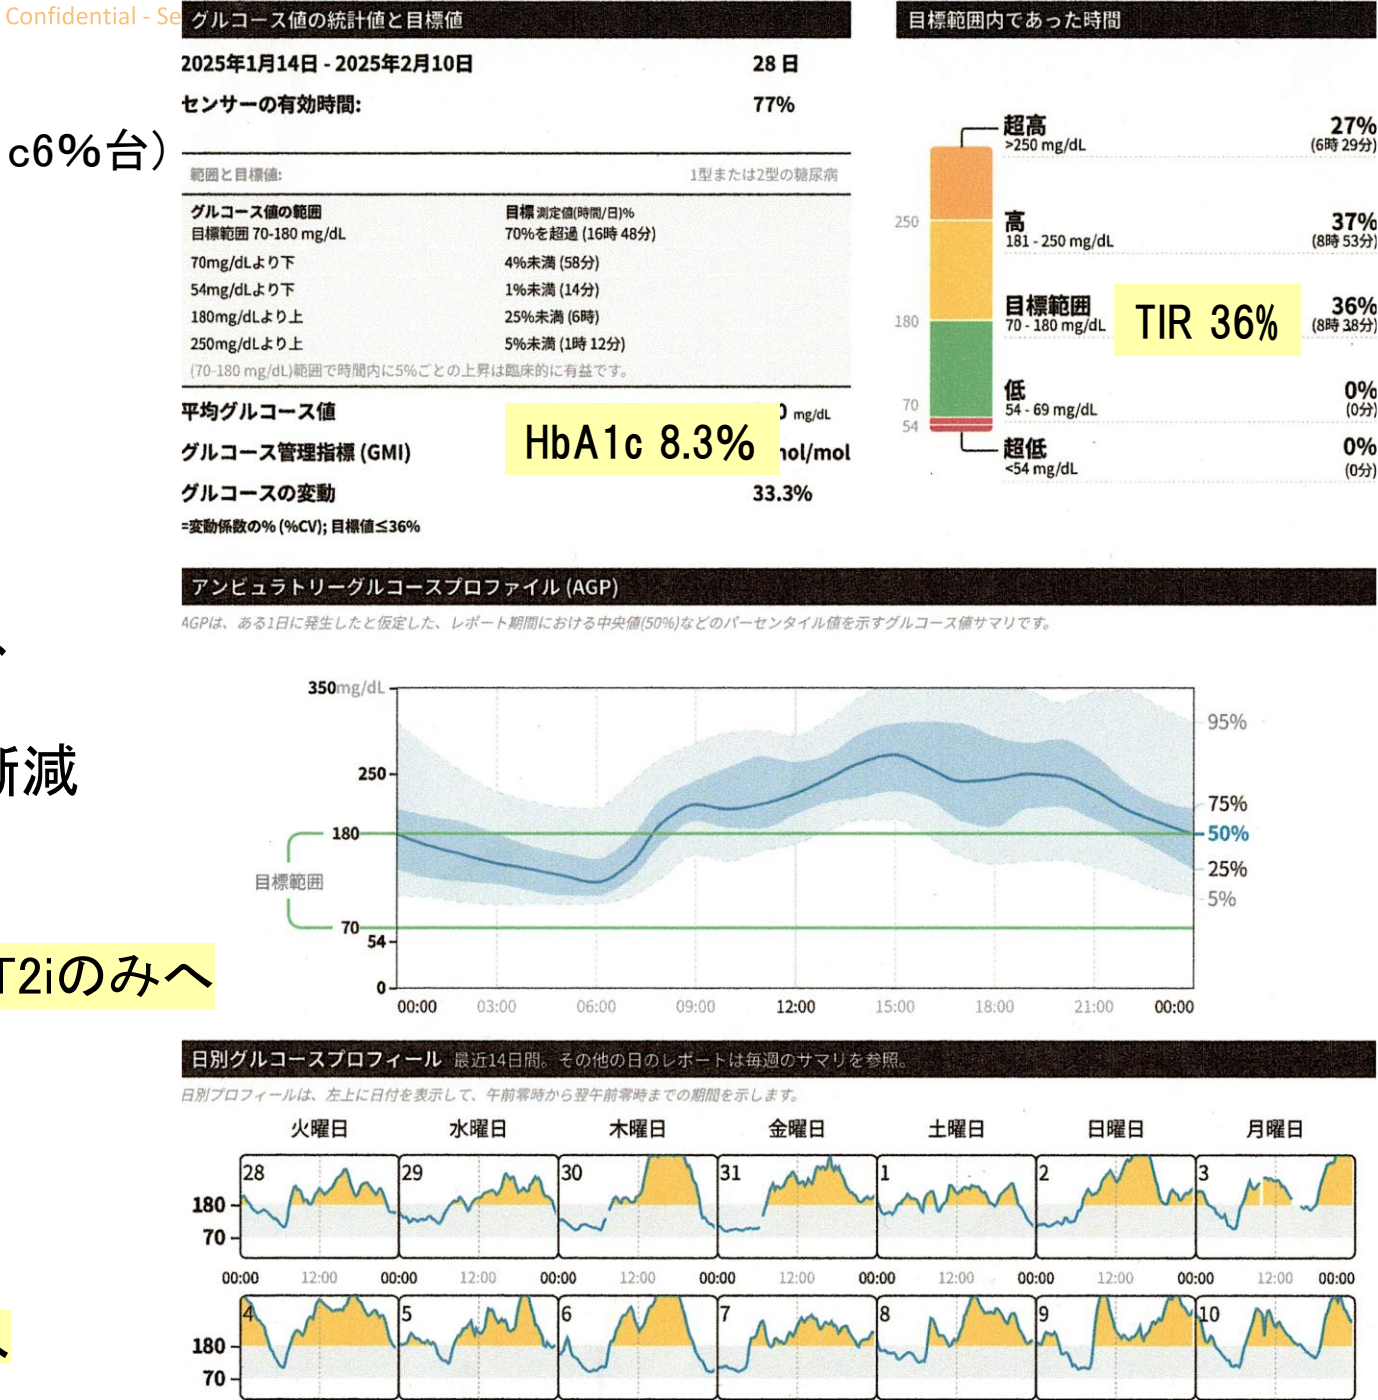 Confidential - Se
グルコース値の統計値と目標値
2025年1月14日 - 2025年2月10日 28 日
センサーの有効時間: 77%
c6%台）
範囲と目標値: 1型または2型の糖尿病
グルコース値の範囲 目標 測定値(時間/日)%
目標範囲 70-180 mg/dL 70%を超過 (16時 48分)
70mg/dLより下 4%未満 (58分)
54mg/dLより下 1%未満 (14分)
180mg/dLより上 25%未満 (6時)
250mg/dLより上 5%未満 (1時 12分)
(70-180 mg/dL)範囲で時間内に5%ごとの上昇は臨床的に有益です。
平均グルコース値 0 mg/dL
HbA1c 8.3%
グルコース管理指標 (GMI) nol/mol
グルコースの変動 33.3%
=変動係数の% (%CV); 目標値≤36%
目標範囲内であった時間
超高 27%
>250 mg/dL (6時 29分)
250
高 37%
181 - 250 mg/dL (8時 53分)
目標範囲 36%
70 - 180 mg/dL (8時 38分)
TIR 36%
180
低 0%
54 - 69 mg/dL (0分)
70
54
超低 0%
<54 mg/dL (0分)
アンビュラトリーグルコースプロファイル (AGP)
AGPは、ある1日に発生したと仮定した、レポート期間における中央値(50%)などのパーセンタイル値を示すグルコース値サマリです。
350mg/dL
250
180
目標範囲
70
54
0
95%
75%
50%
25%
5%
00:00 03:00 06:00 09:00 12:00 15:00 18:00 21:00 00:00
漸減
T2iのみへ
日別グルコースプロフィール 最近14日間。その他の日のレポートは毎週のサマリを参照。
日別プロフィールは、左上に日付を表示して、午前零時から翌午前零時までの期間を示します。
火曜日 水曜日 木曜日 金曜日 土曜日 日曜日 月曜日
28 29 30 31 1 2 3
180
70
00:00 12:00 00:00 12:00 00:00 12:00 00:00 12:00 00:00 12:00 00:00 12:00 00:00 12:00 00:00
4 5 6 7 8 9 10
180
70